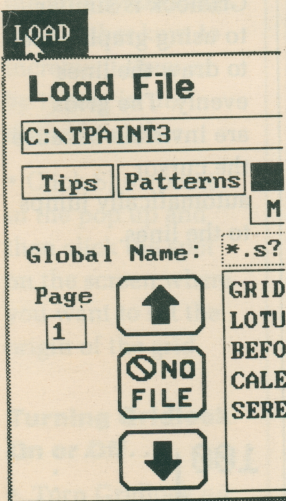 LOAD
Load File
C:\TPAINT3
Tips Patterns
M
Global Name: *.s?
Page
1
NO
FILE
GRID
LOTU
BEFO
CALE
SERE